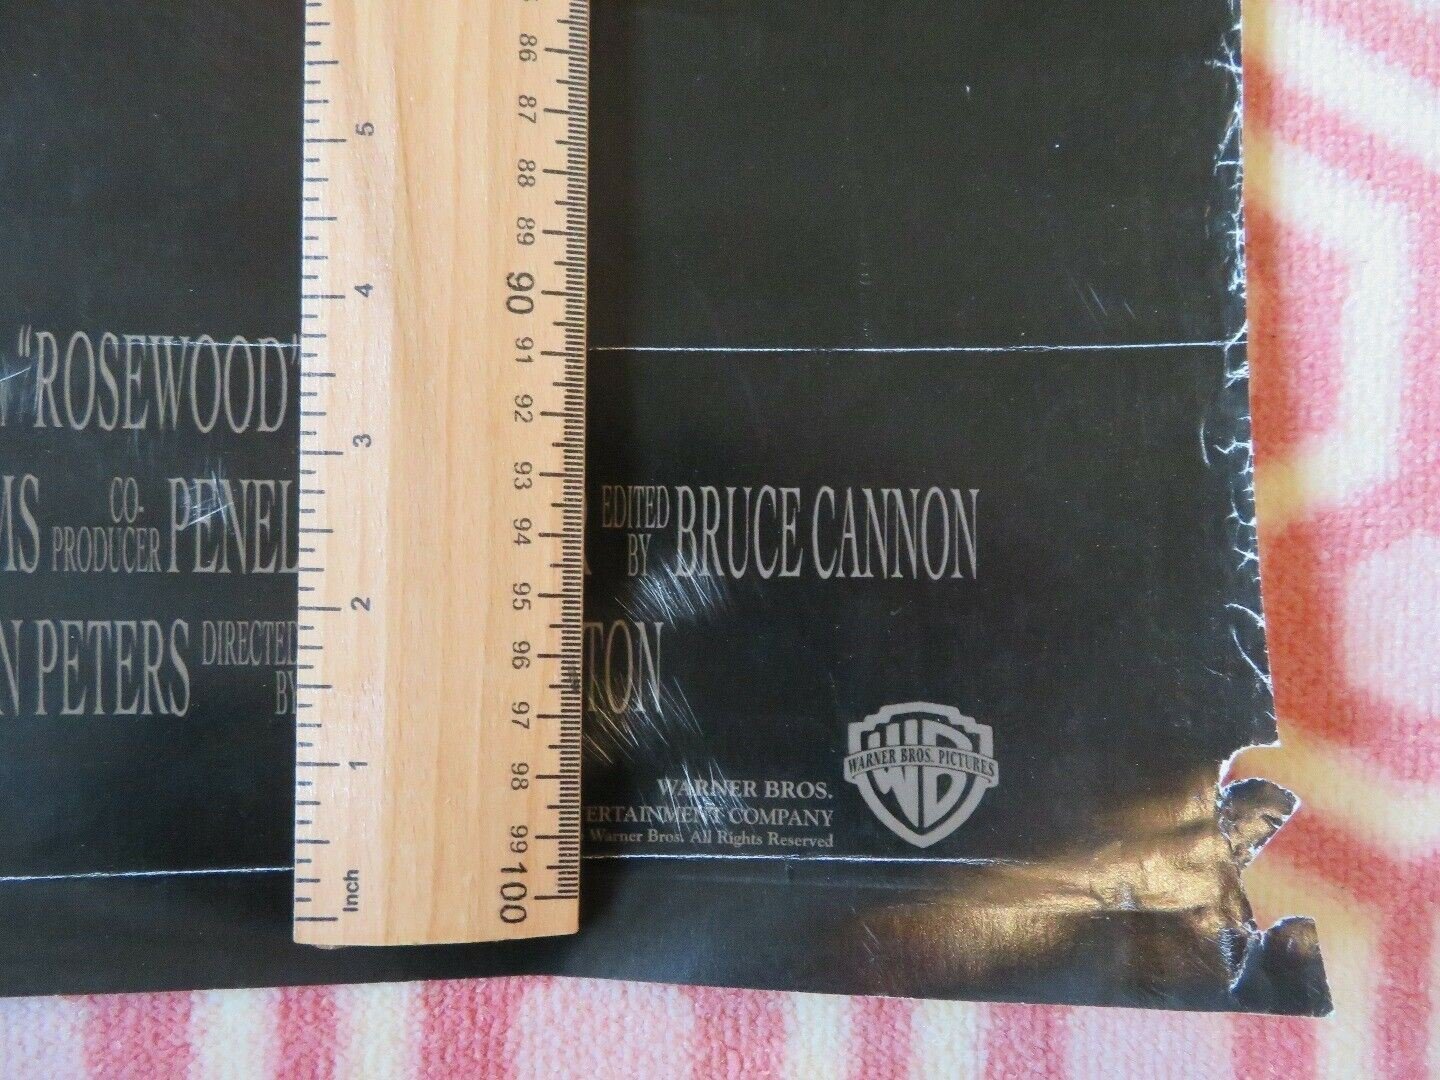 "ROSEWOOD"
MS CO-PRODUCER PENEL
EDITED BY BRUCE CANNON
N PETERS DIRECTED BY
TON
WARNER BROS. PICTURES
WB
WARNER BROS.
ERTAINMENT COMPANY
Warner Bros. All Rights Reserved
5
4
3
2
1
Inch
86
87
88
89
90
91
92
93
94
95
96
97
98
99
100